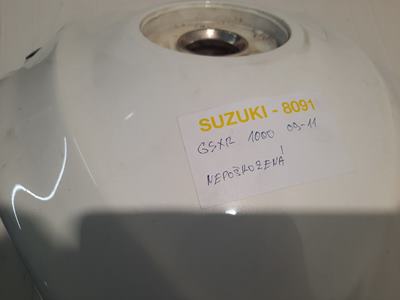 SUZUKI - 8091
GSXR 1000 09-11
NEPOŠKOZENÁ!